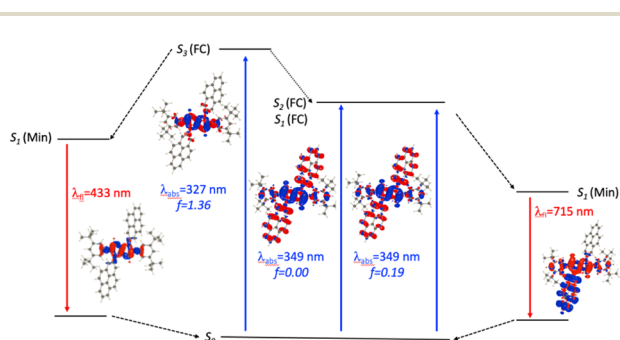 S₃ (FC)
S₂ (FC)
S₁ (FC)
S₁ (Min)
λfl=433 nm
λabs=327 nm
f=1.36
λabs=349 nm
f=0.00
λabs=349 nm
f=0.19
S₁ (Min)
λfl=715 nm
S₀